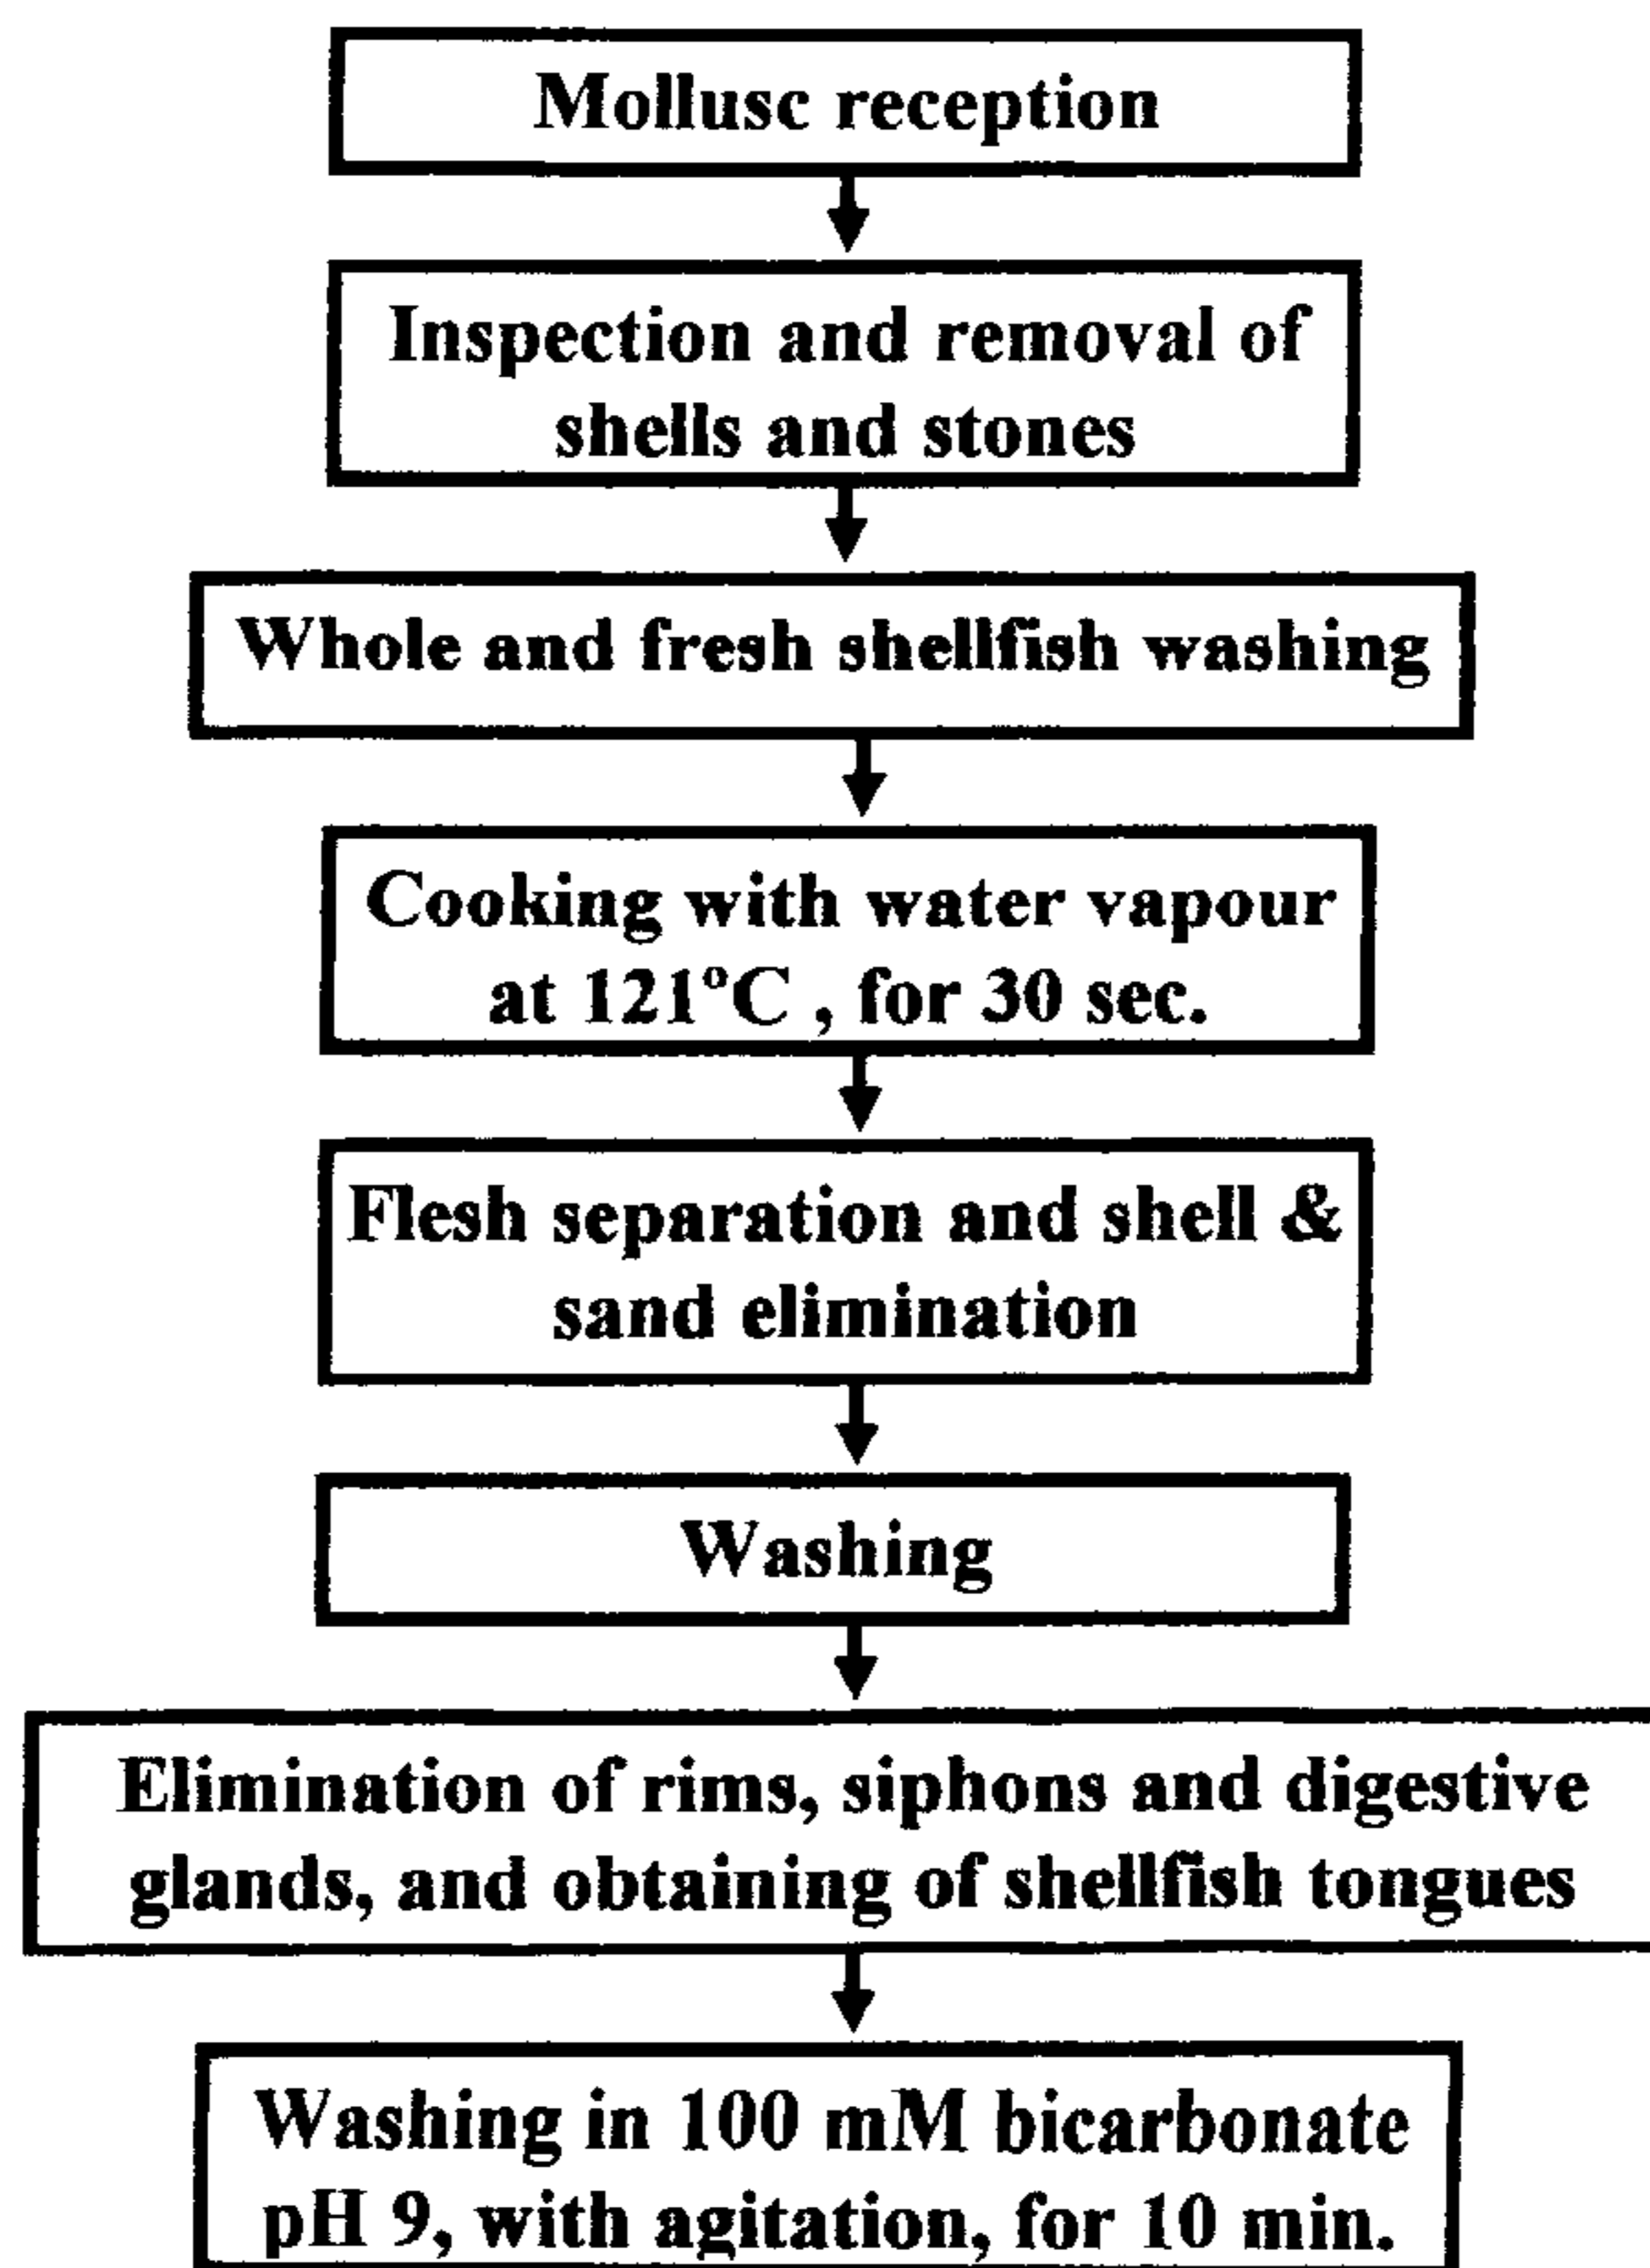 Mollusc reception
Inspection and removal of
shells and stones
Whole and fresh shellfish washing
Cooking with water vapour
at 121ºC , for 30 sec.
Flesh separation and shell &
sand elimination
Washing
Elimination of rims, siphons and digestive
glands, and obtaining of shellfish tongues
Washing in 100 mM bicarbonate
pH 9, with agitation, for 10 min.